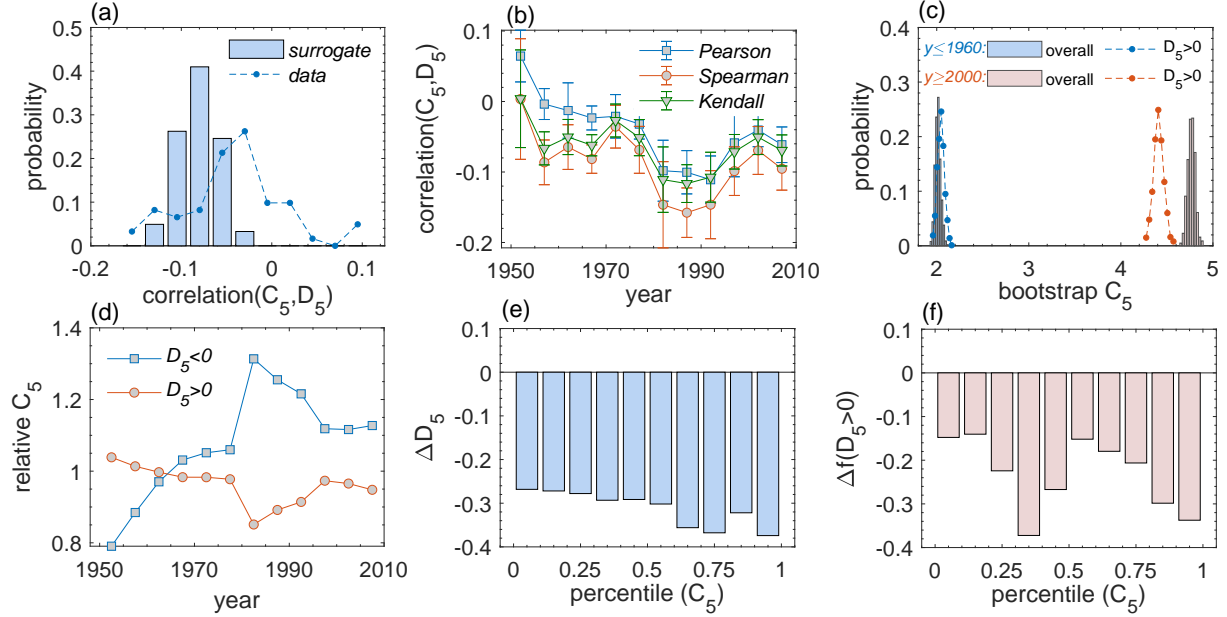 (a)
0.5
0.4
0.3
0.2
0.1
0
probability
surrogate
data
-0.2 -0.1 0 0.1
correlation(C5,D5)
(b)
0.1
0
-0.1
-0.2
correlation(C5,D5)
Pearson
Spearman
Kendall
1950 1970 1990 2010
year
(c)
0.5
0.4
0.3
0.2
0.1
0
probability
y≤1960: overall D5>0
y≥2000: overall D5>0
2 3 4 5
bootstrap C5
(d)
1.4
1.2
1
0.8
relative C5
D5<0
D5>0
1950 1970 1990 2010
year
(e)
0.1
0
-0.1
-0.2
-0.3
-0.4
ΔD5
0 0.25 0.5 0.75 1
percentile (C5)
(f)
0.1
0
-0.1
-0.2
-0.3
-0.4
Δf(D5>0)
0 0.25 0.5 0.75 1
percentile (C5)